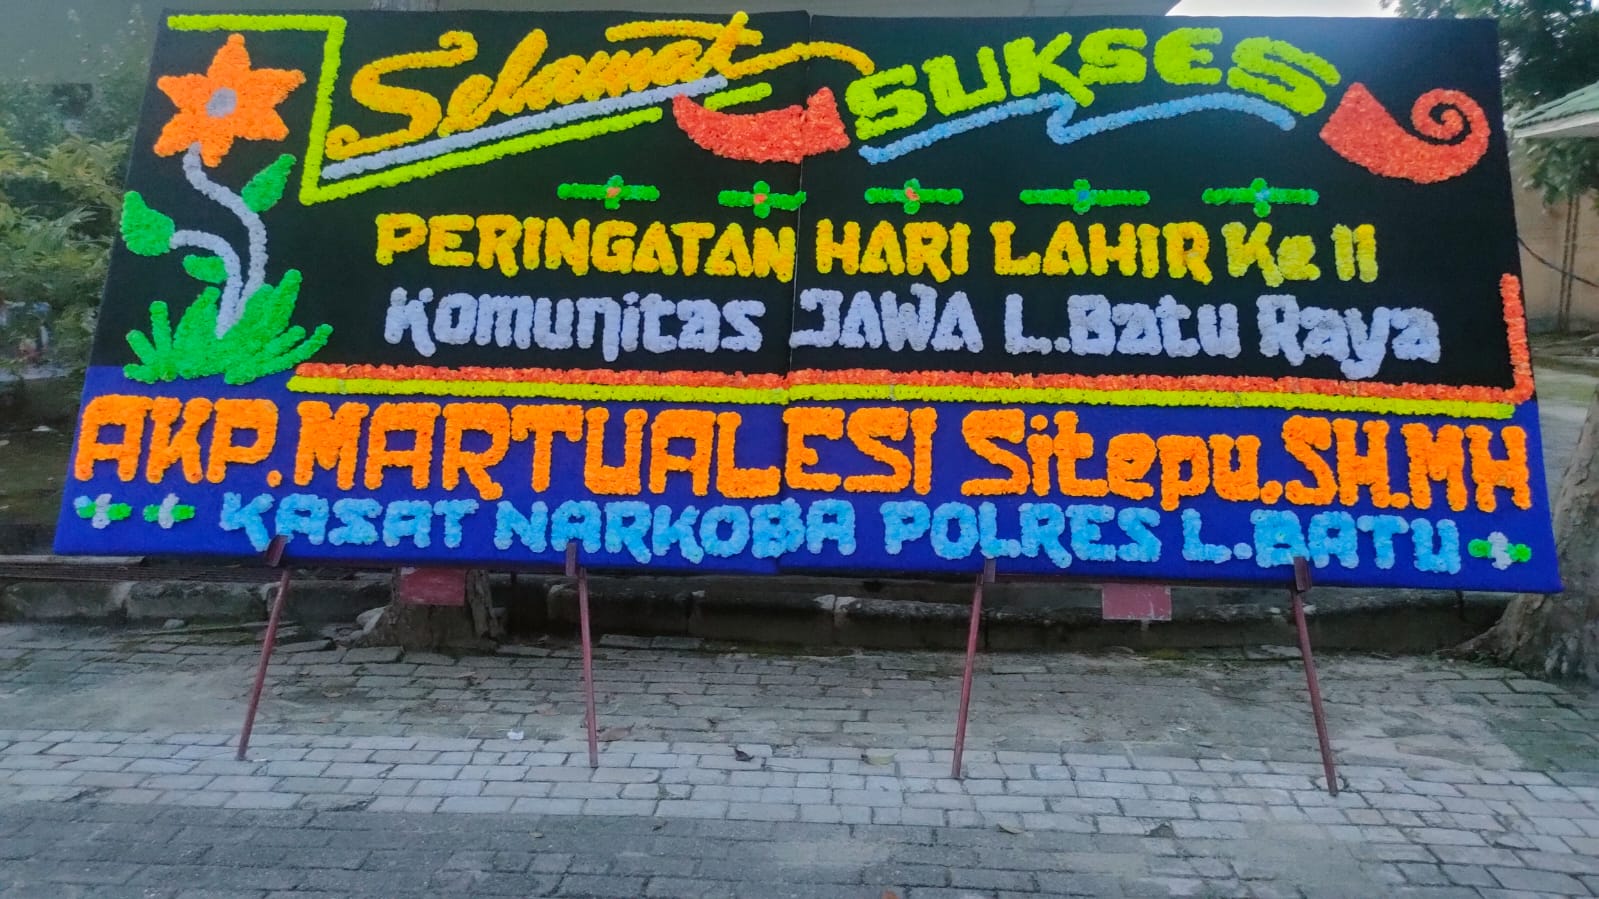 Selamat SUKSES
PERINGATAN HARI LAHIR Ke II
Komunitas JAWA L.Batu Raya
AKP.MARTUALESI Sitepu.SH.MH
KASAT NARKOBA POLRES L.BATU